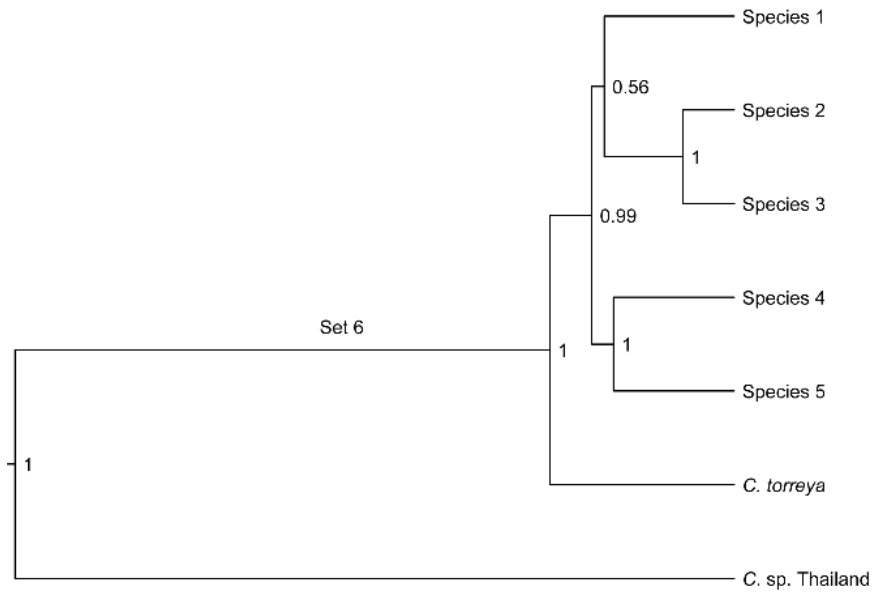 Species 1
0.56
Species 2
1
Species 3
0.99
Species 4
Set 6
1
1
Species 5
C. torreya
1
C. sp. Thailand